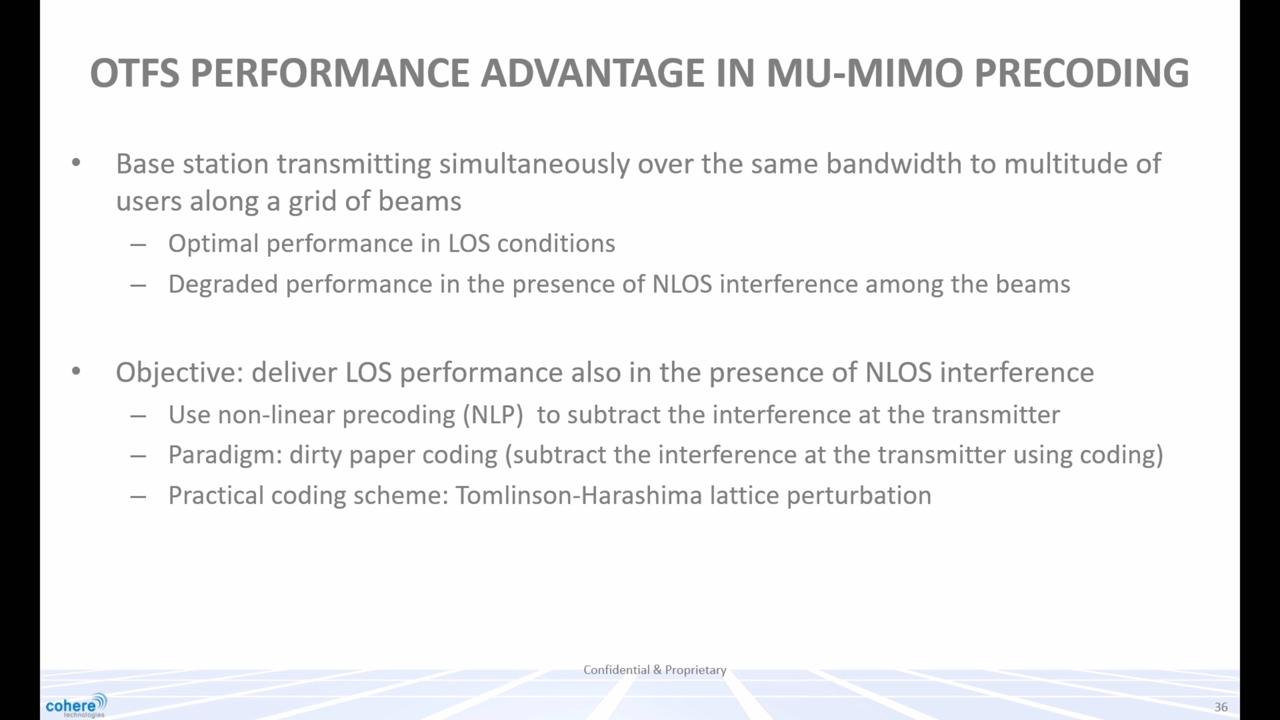 OTFS PERFORMANCE ADVANTAGE IN MU-MIMO PRECODING
• Base station transmitting simultaneously over the same bandwidth to multitude of
users along a grid of beams
– Optimal performance in LOS conditions
– Degraded performance in the presence of NLOS interference among the beams
• Objective: deliver LOS performance also in the presence of NLOS interference
– Use non-linear precoding (NLP)  to subtract the interference at the transmitter
– Paradigm: dirty paper coding (subtract the interference at the transmitter using coding)
– Practical coding scheme: Tomlinson-Harashima lattice perturbation
Confidential & Proprietary
cohere
technologies
36